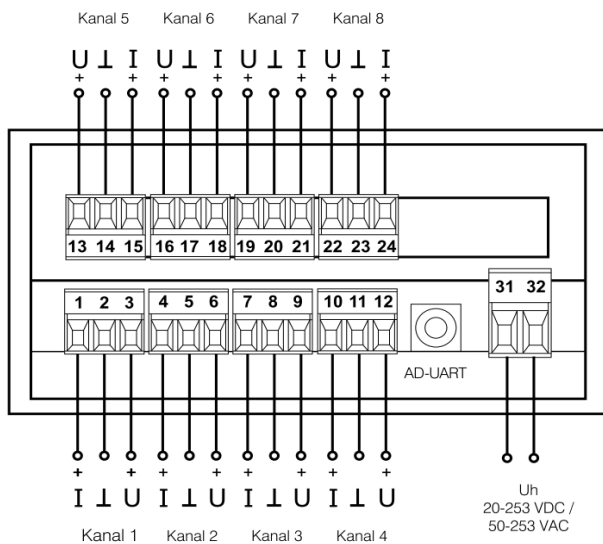 Kanal 5 Kanal 6 Kanal 7 Kanal 8
U ⊥ I U ⊥ I U ⊥ I U ⊥ I
+ + + + + + + +
13 14 15 16 17 18 19 20 21 22 23 24
31 32
1 2 3 4 5 6 7 8 9 10 11 12
AD-UART
+ + + + + + + +
I ⊥ U I ⊥ U I ⊥ U I ⊥ U
Kanal 1 Kanal 2 Kanal 3 Kanal 4
Uh
20-253 VDC /
50-253 VAC